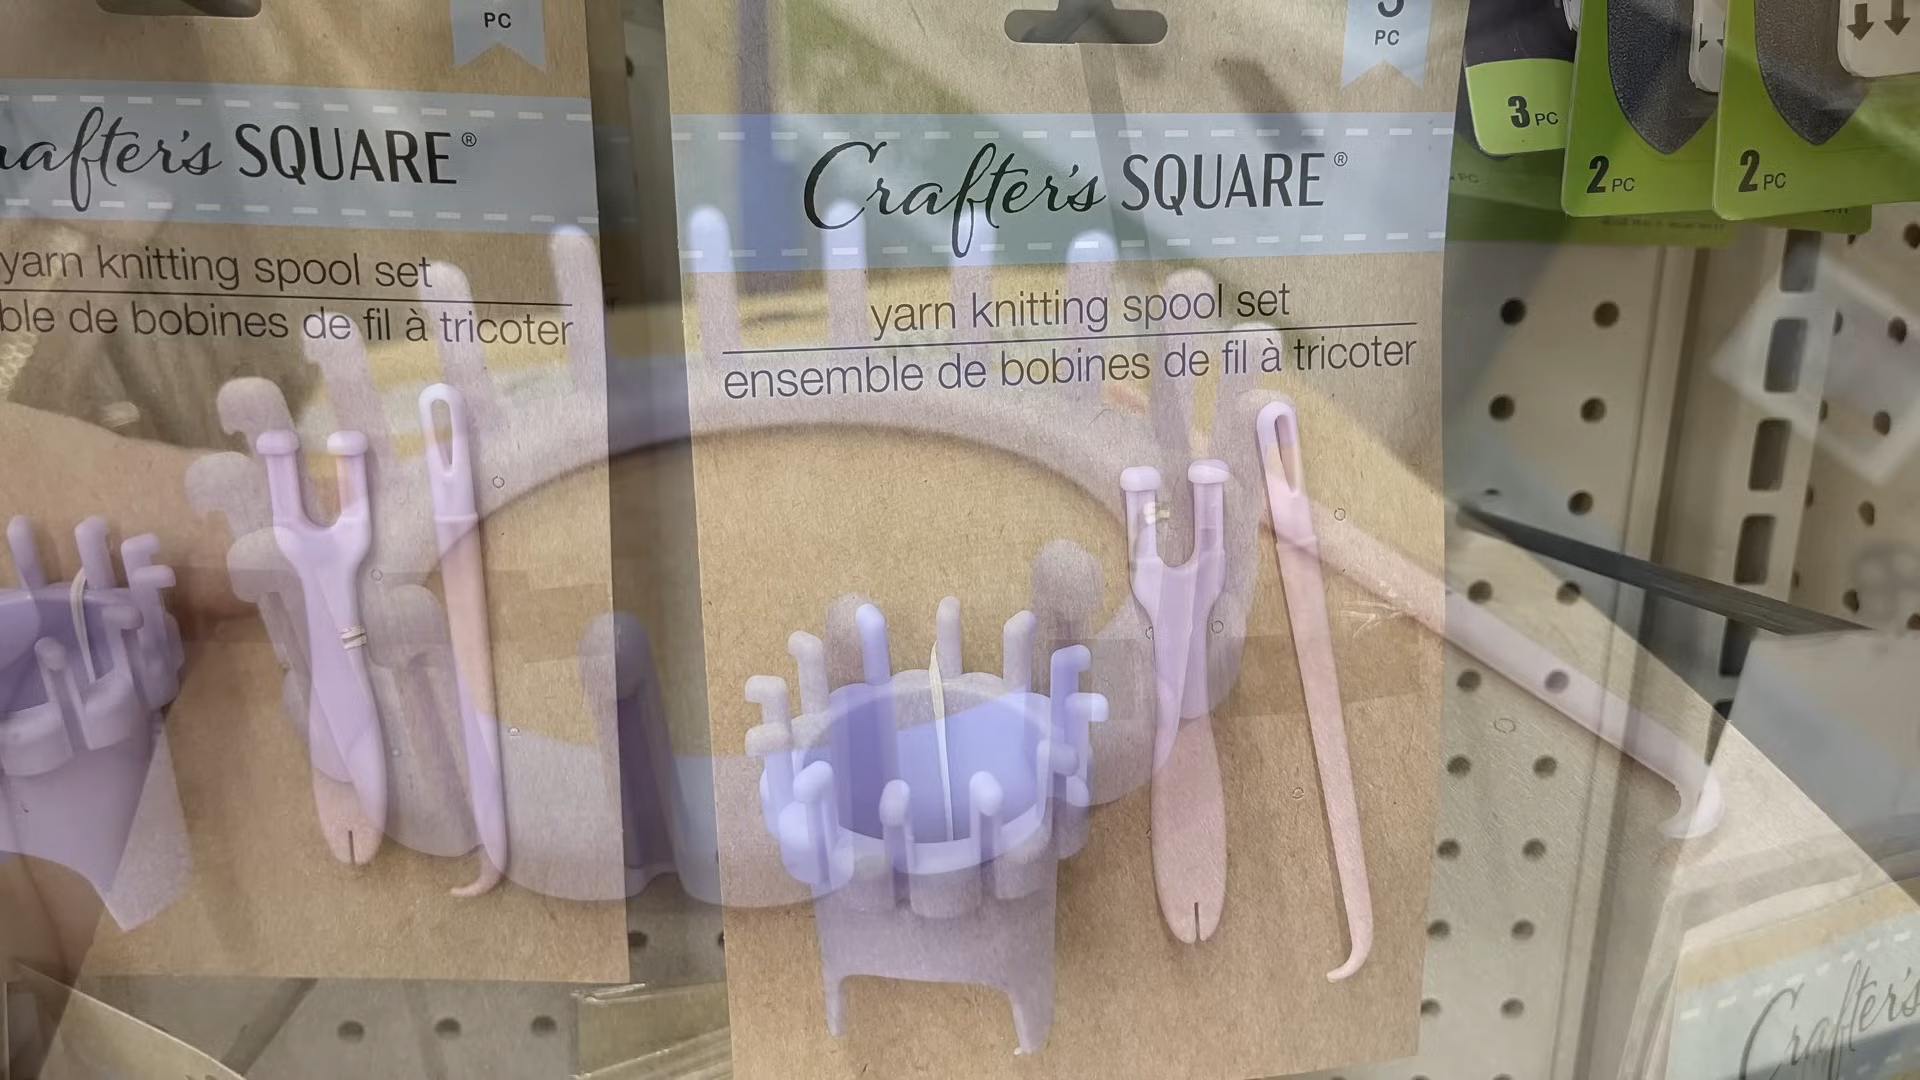 PC
rafter's SQUARE®
yarn knitting spool set
ble de bobines de fil à tricoter
PC
Crafter's SQUARE®
yarn knitting spool set
ensemble de bobines de fil à tricoter
3 PC
2 PC
2 PC
Crafter's